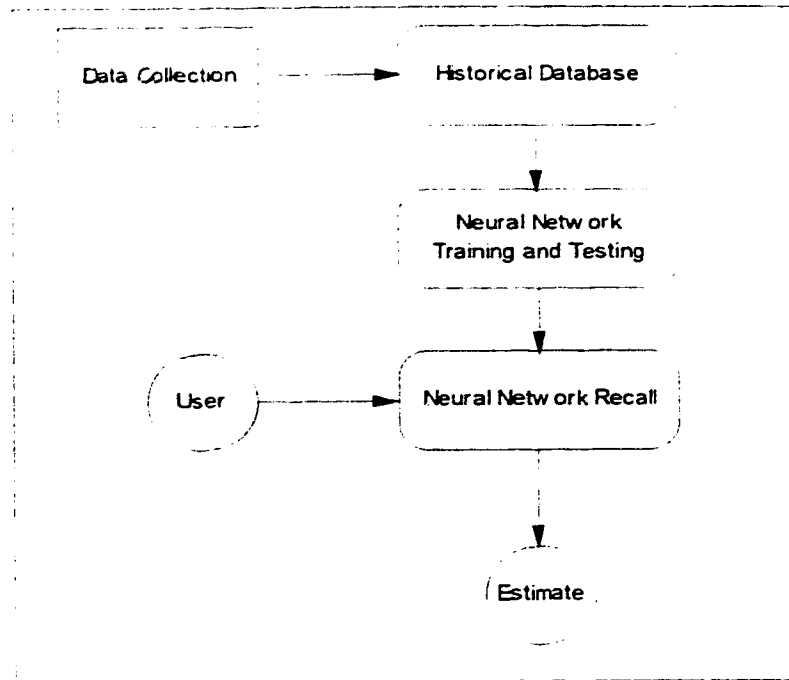 Data Collection
Historical Database
Neural Network
Training and Testing
User
Neural Network Recall
Estimate